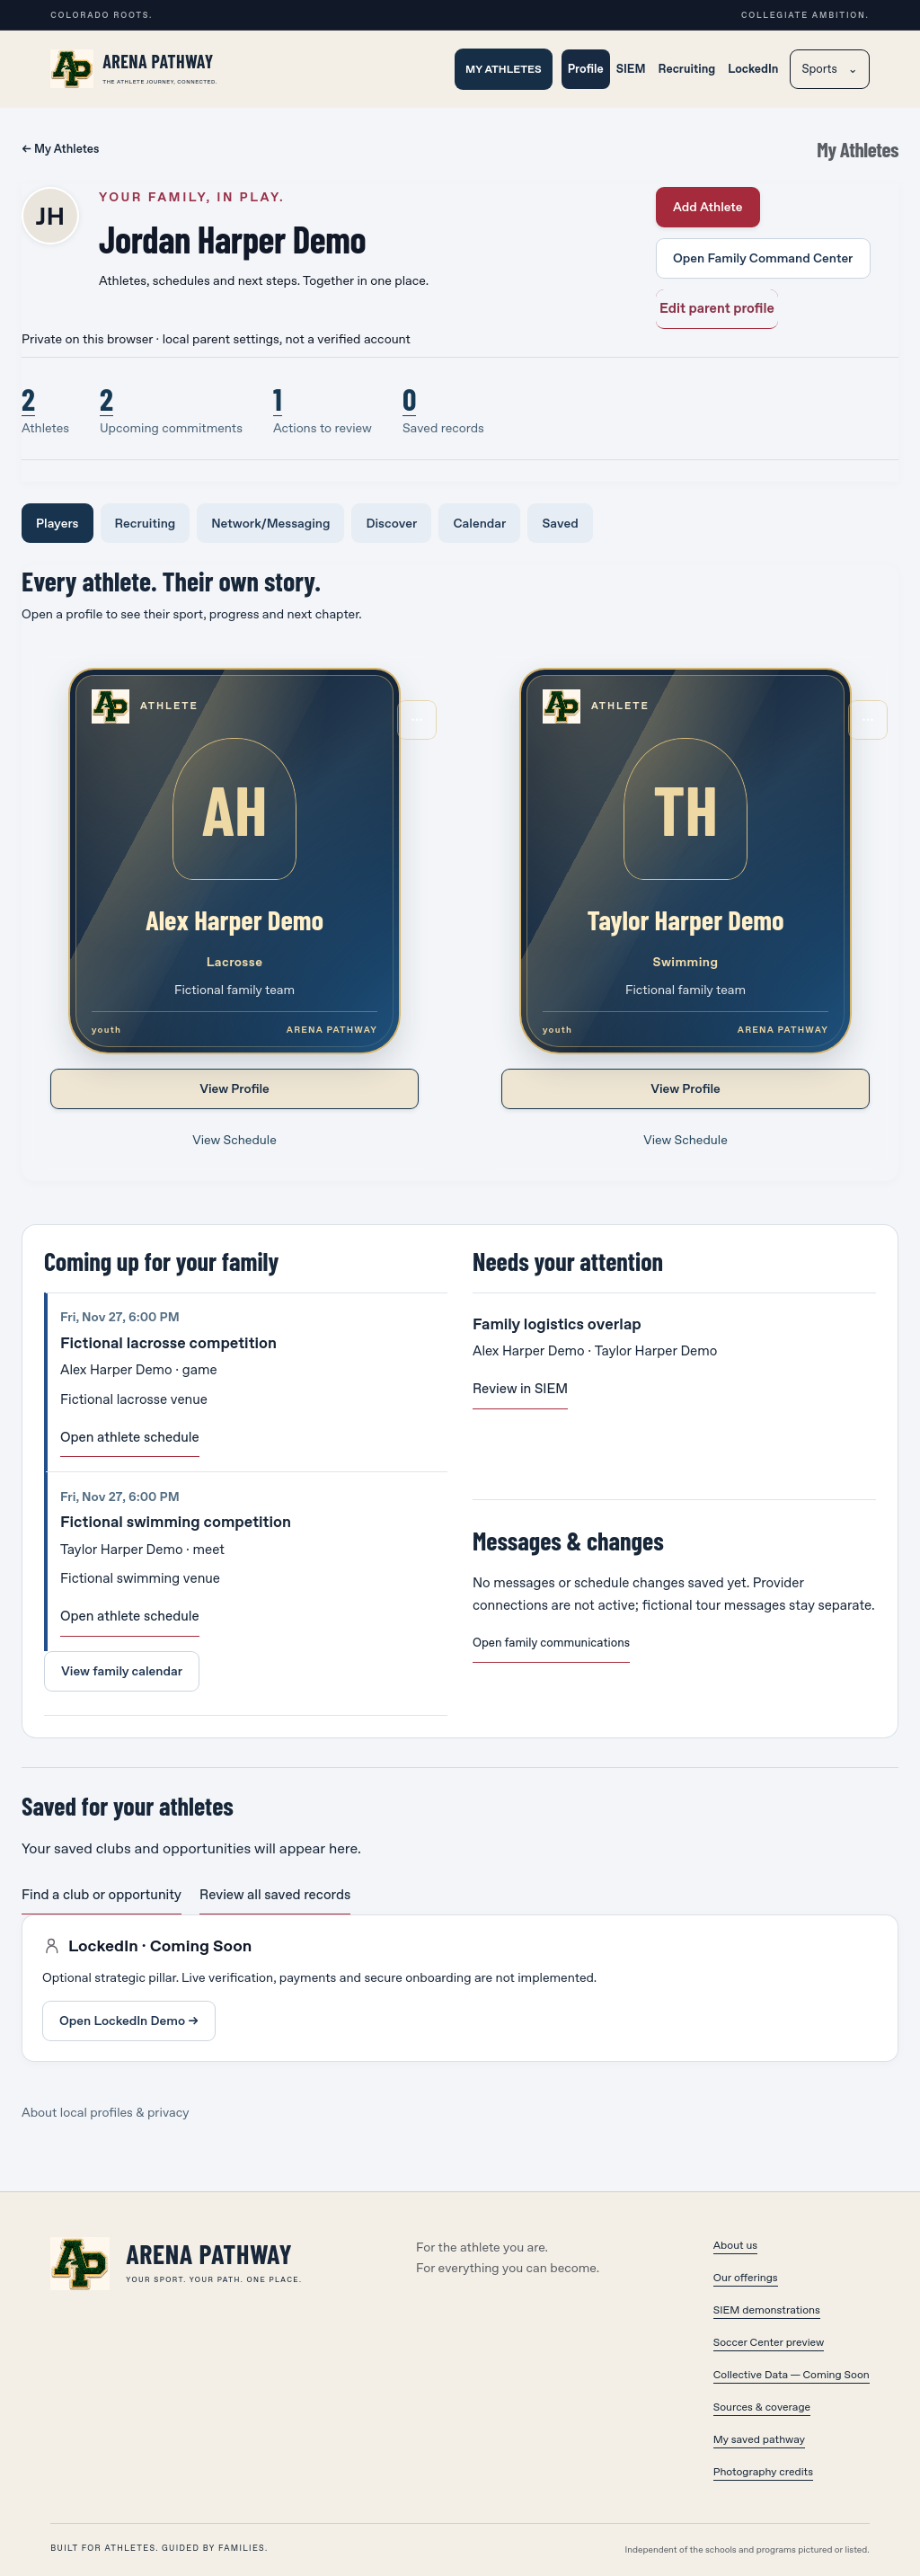 COLORADO ROOTS.
COLLEGIATE AMBITION.
AP
ARENA PATHWAY
THE ATHLETE JOURNEY, CONNECTED.
MY ATHLETES
Profile
SIEM
Recruiting
LockedIn
Sports
← My Athletes
My Athletes
JH
YOUR FAMILY, IN PLAY.
Jordan Harper Demo
Athletes, schedules and next steps. Together in one place.
Add Athlete
Open Family Command Center
Edit parent profile
Private on this browser · local parent settings, not a verified account
2
Athletes
2
Upcoming commitments
1
Actions to review
0
Saved records
Players
Recruiting
Network/Messaging
Discover
Calendar
Saved
Every athlete. Their own story.
Open a profile to see their sport, progress and next chapter.
AP
ATHLETE
...
AH
Alex Harper Demo
Lacrosse
Fictional family team
youth
ARENA PATHWAY
View Profile
View Schedule
AP
ATHLETE
...
TH
Taylor Harper Demo
Swimming
Fictional family team
youth
ARENA PATHWAY
View Profile
View Schedule
Coming up for your family
Fri, Nov 27, 6:00 PM
Fictional lacrosse competition
Alex Harper Demo · game
Fictional lacrosse venue
Open athlete schedule
Fri, Nov 27, 6:00 PM
Fictional swimming competition
Taylor Harper Demo · meet
Fictional swimming venue
Open athlete schedule
View family calendar
Needs your attention
Family logistics overlap
Alex Harper Demo · Taylor Harper Demo
Review in SIEM
Messages & changes
No messages or schedule changes saved yet. Provider
connections are not active; fictional tour messages stay separate.
Open family communications
Saved for your athletes
Your saved clubs and opportunities will appear here.
Find a club or opportunity
Review all saved records
LockedIn · Coming Soon
Optional strategic pillar. Live verification, payments and secure onboarding are not implemented.
Open LockedIn Demo →
About local profiles & privacy
AP
ARENA PATHWAY
YOUR SPORT. YOUR PATH. ONE PLACE.
For the athlete you are.
For everything you can become.
About us
Our offerings
SIEM demonstrations
Soccer Center preview
Collective Data — Coming Soon
Sources & coverage
My saved pathway
Photography credits
BUILT FOR ATHLETES. GUIDED BY FAMILIES.
Independent of the schools and programs pictured or listed.